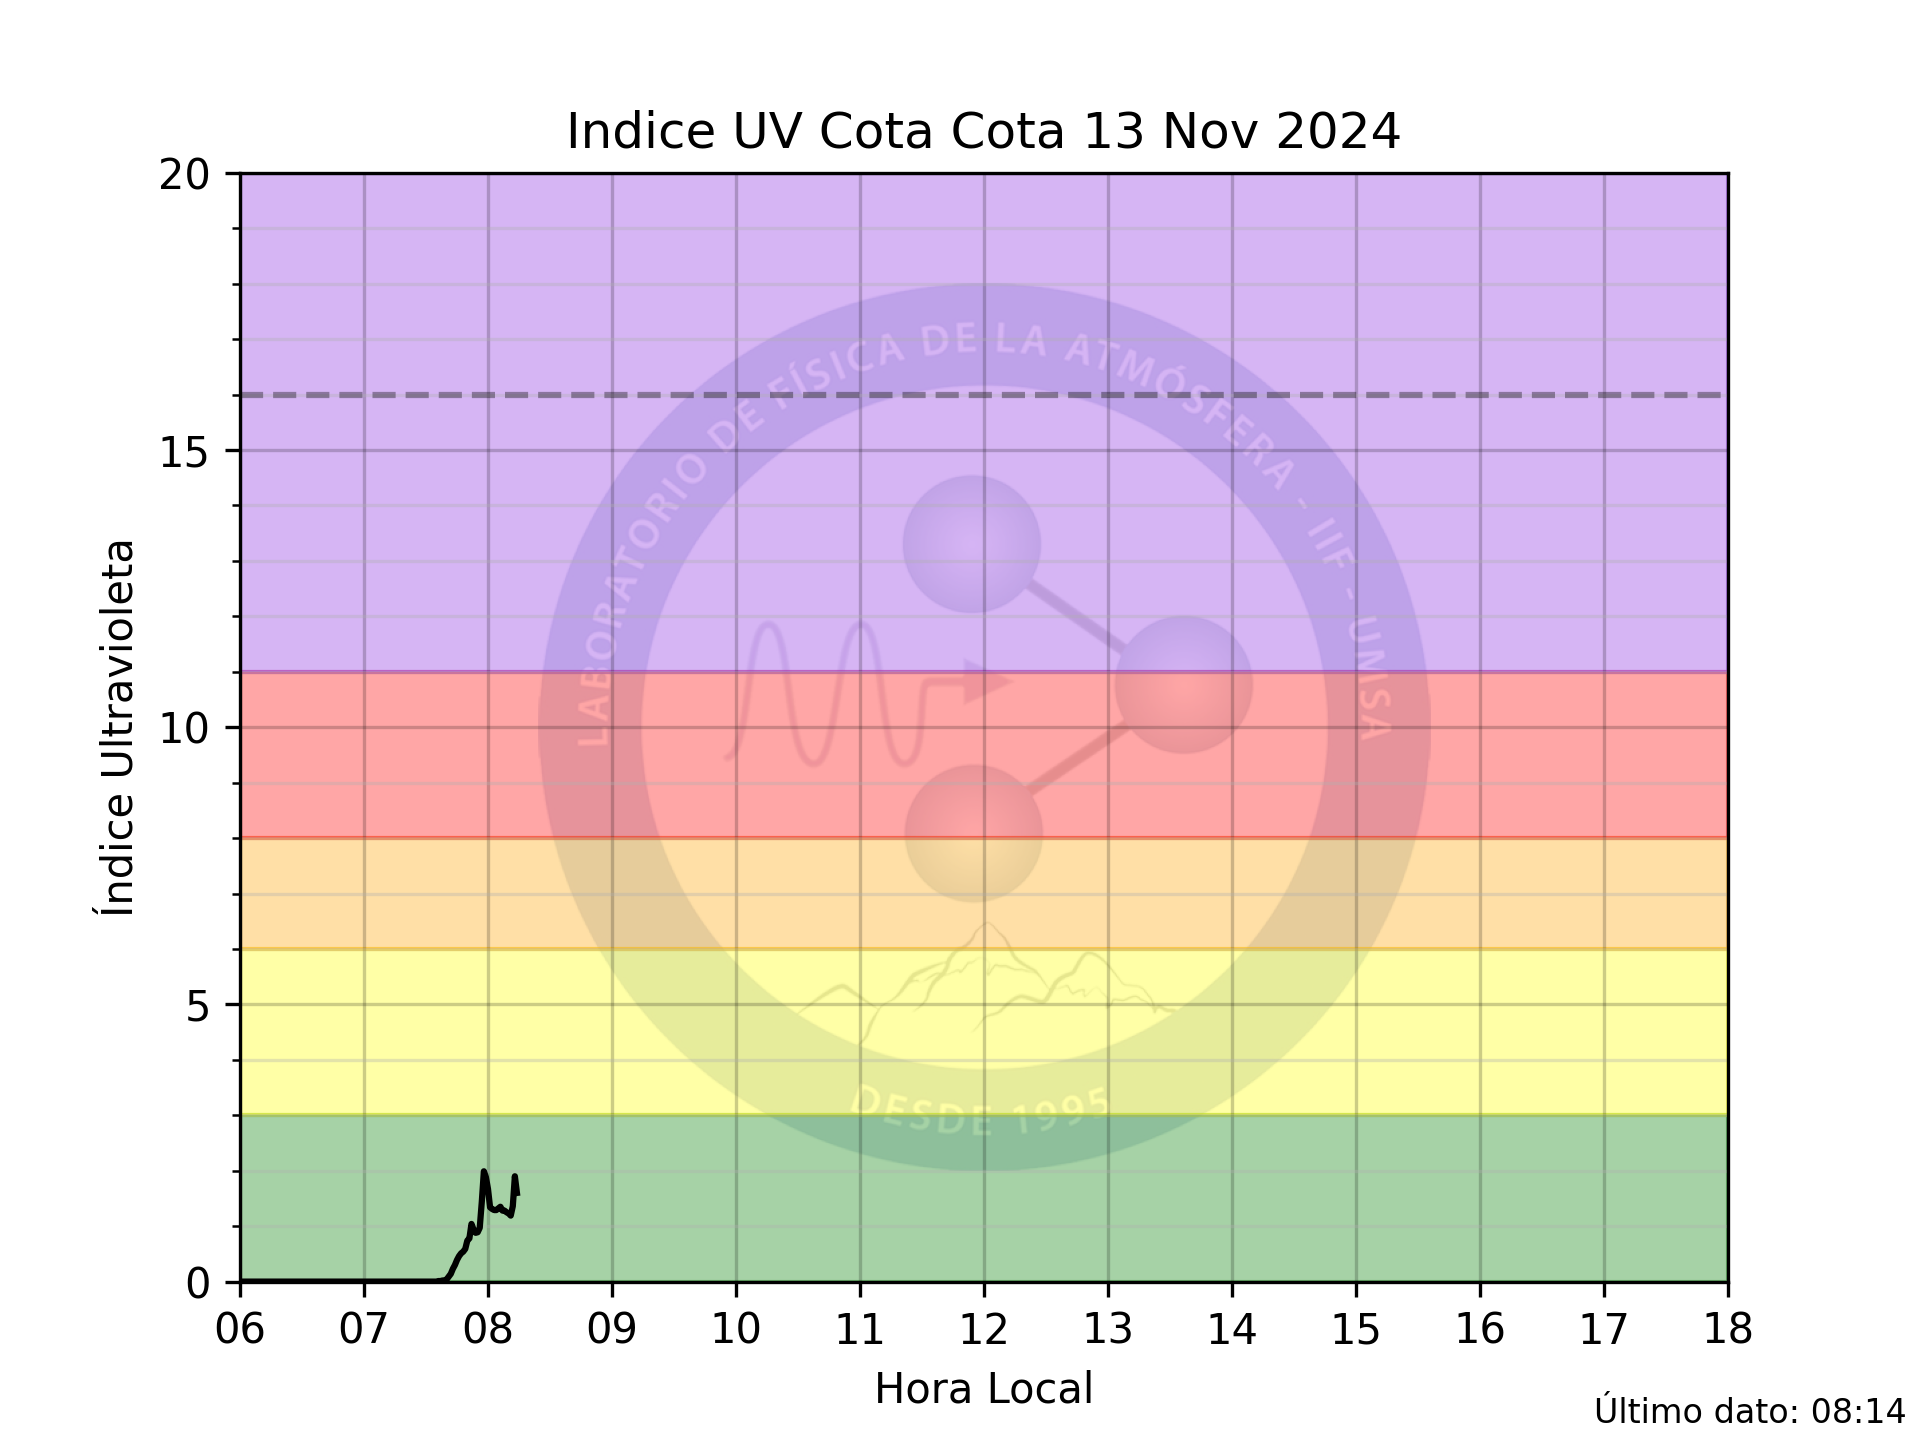 Indice UV Cota Cota 13 Nov 2024
20
15
10
5
0
Índice Ultravioleta
LABORATORIO DE FÍSICA DE LA ATMÓSFERA - IIF - UMSA
DESDE 1995
06 07 08 09 10 11 12 13 14 15 16 17 18
Hora Local
Último dato: 08:14